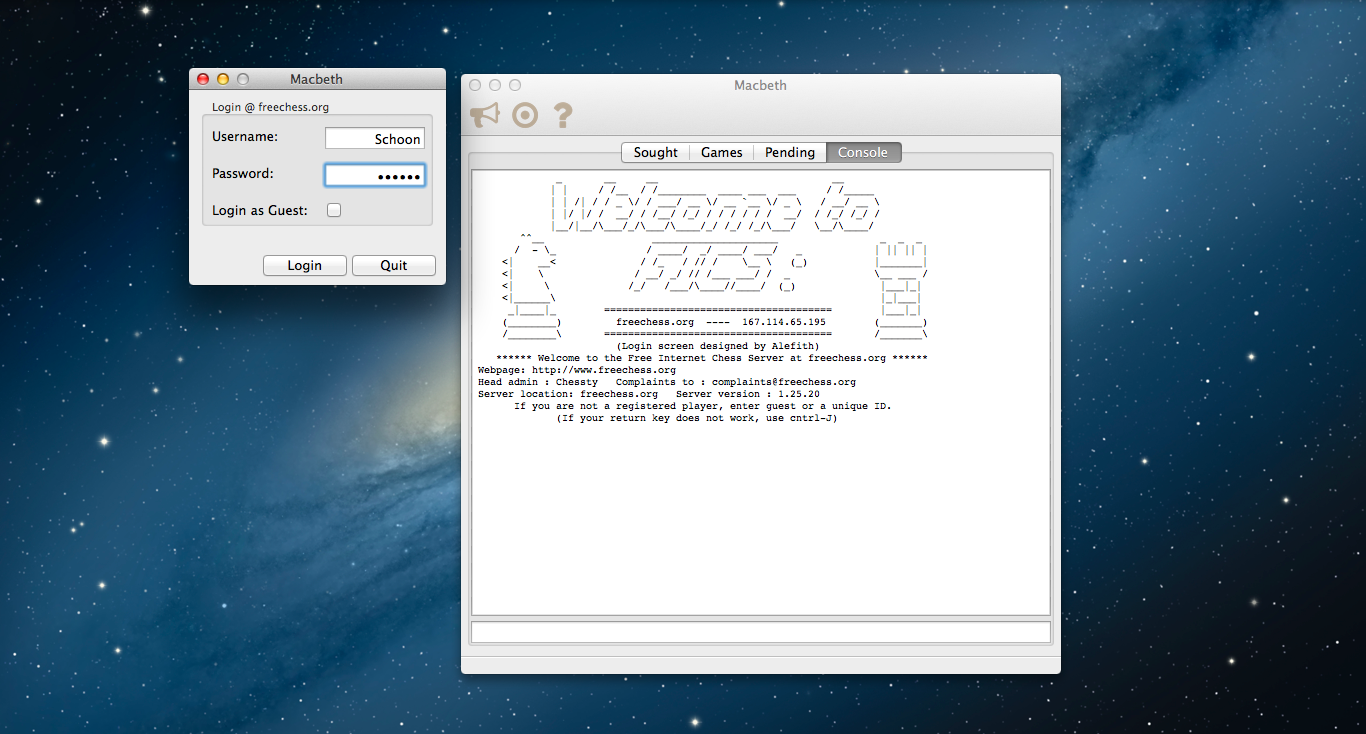 Macbeth
Login @ freechess.org
Username:
Schoon
Password:
••••••
Login as Guest:
Login
Quit
Macbeth
Sought
Games
Pending
Console
Welcome to
FICS:
====================================== 
freechess.org ---- 167.114.65.195
======================================
(Login screen designed by Alefith)
****** Welcome to the Free Internet Chess Server at freechess.org ******
Webpage: http://www.freechess.org
Head admin : Chessty Complaints to : complaints@freechess.org
Server location: freechess.org Server version : 1.25.20
If you are not a registered player, enter guest or a unique ID.
(If your return key does not work, use cntrl-J)